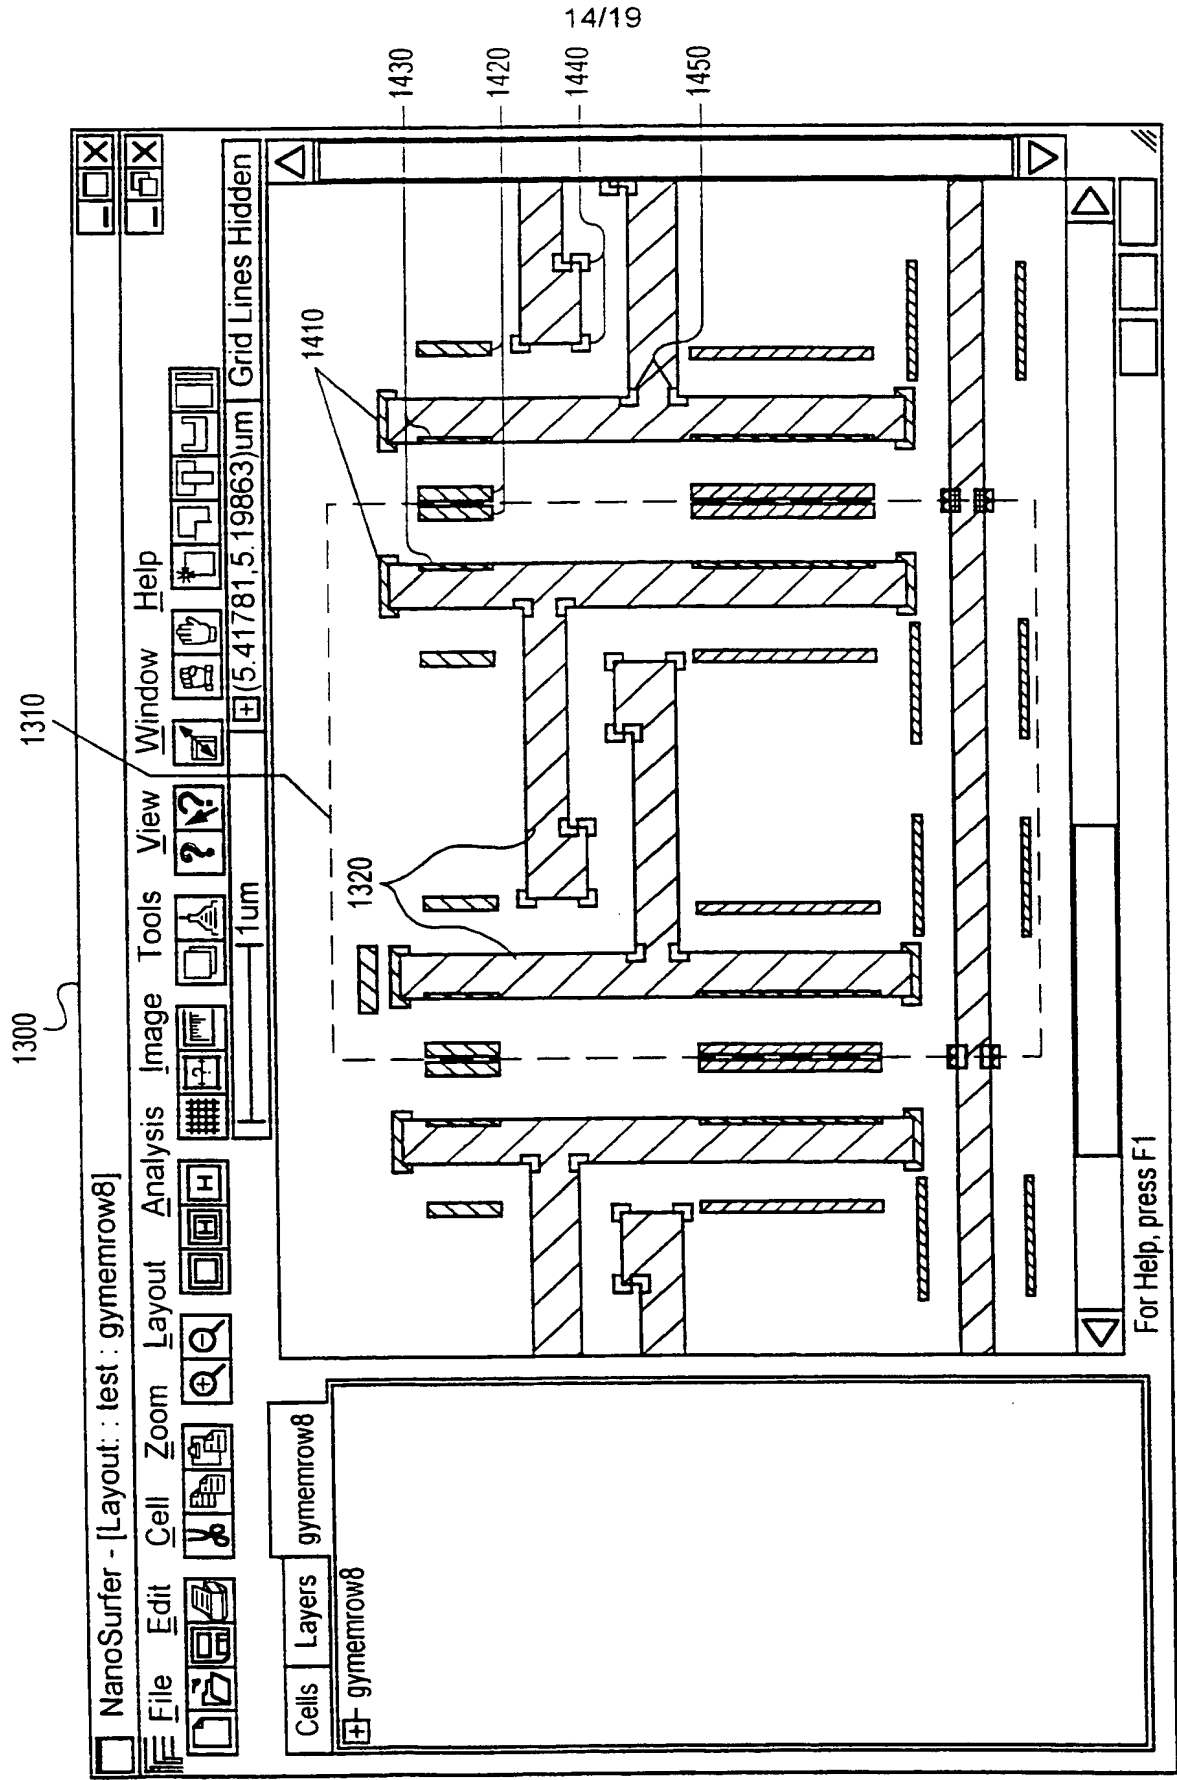 14/19
1300
1310
NanoSurfer - [Layout: : test : gymemrow8]
File Edit Cell Zoom Layout Analysis Image Tools View Window Help
1um
(5.41781,5.19863)um
Grid Lines Hidden
Cells
Layers
gymemrow8
gymemrow8
1320
1410
1430
1420
1440
1450
For Help, press F1